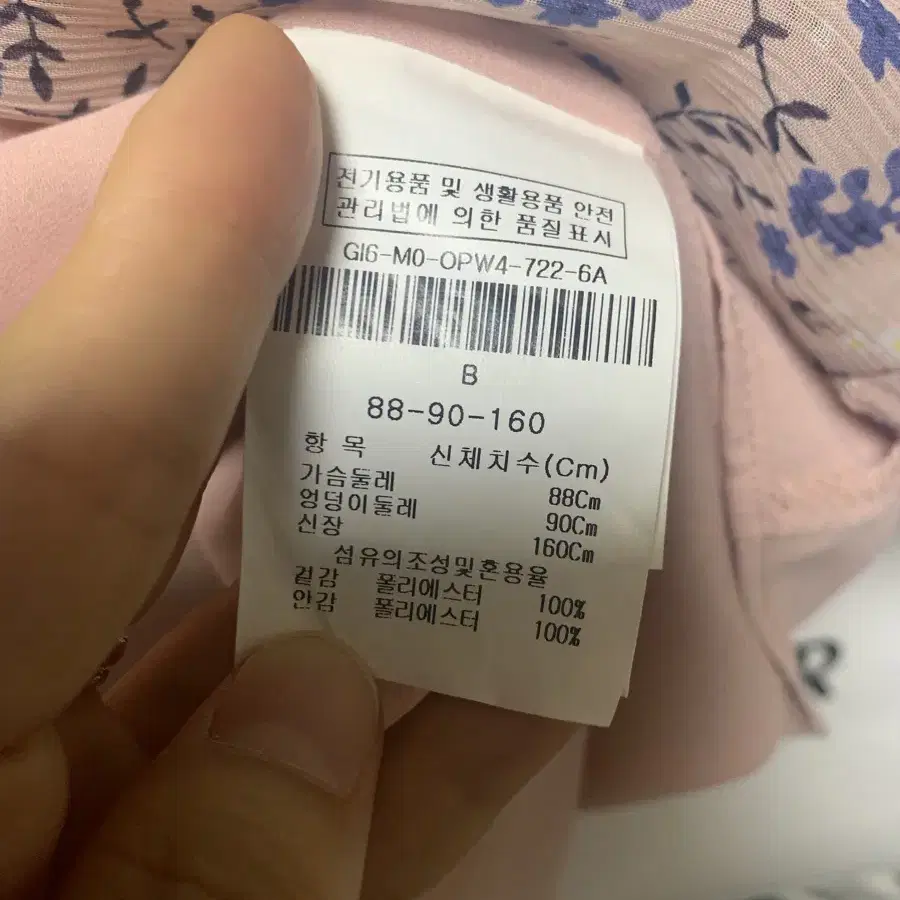 전기용품 및 생활용품 안전
관리법에 의한 품질표시
GI6-M0-OPW4-722-6A
B
88-90-160
항 목 신체치수(Cm)
가슴둘레 88Cm
엉덩이둘레 90Cm
신장 160Cm
섬유의조성및혼용율
겉감 폴리에스터 100%
안감 폴리에스터 100%